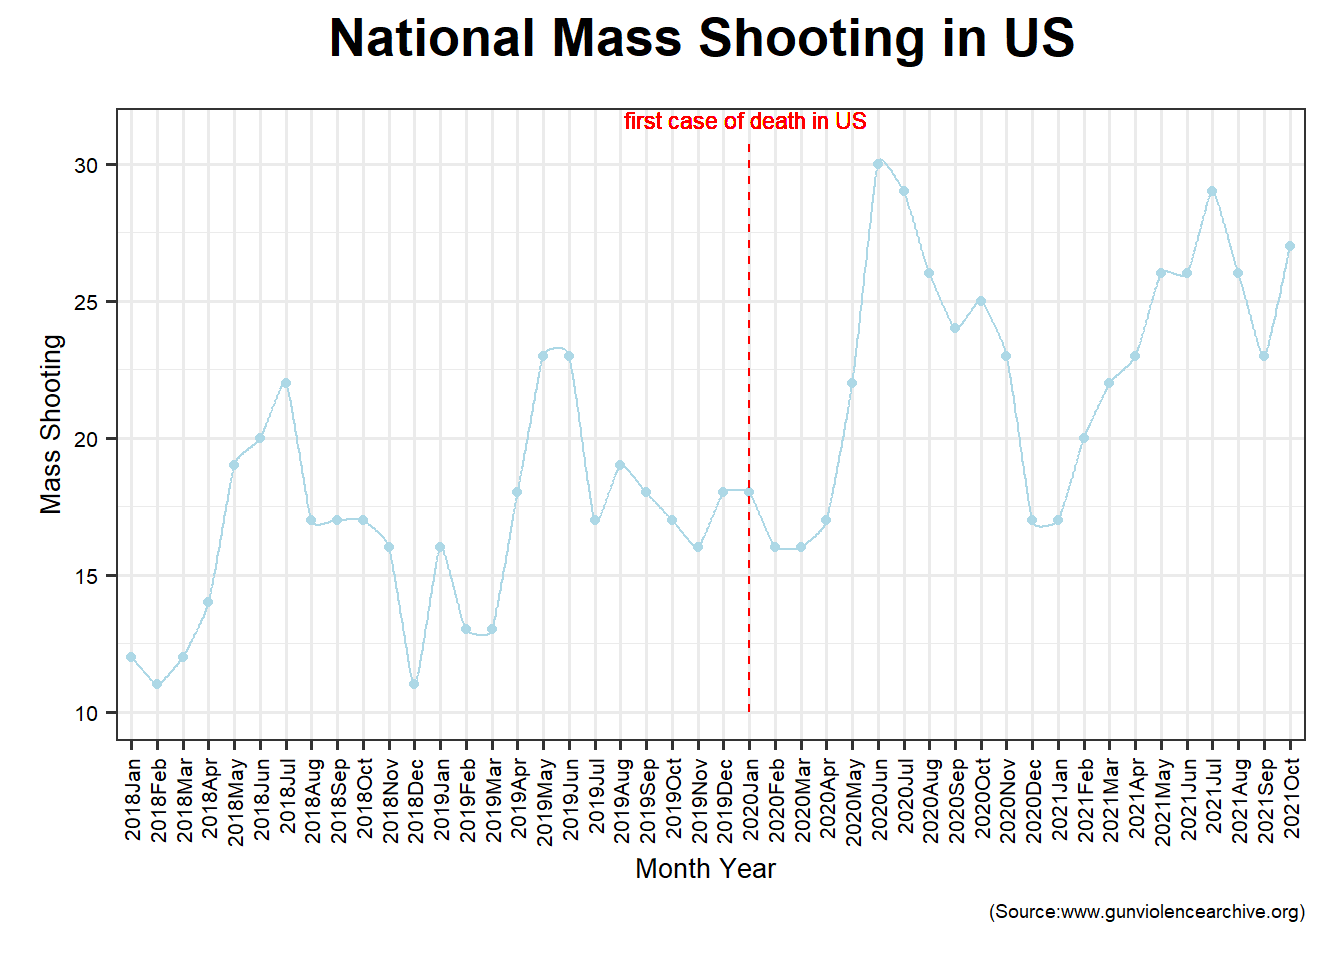 National Mass Shooting in US
first case of death in US
30
25
20
15
10
Mass Shooting
2018Jan
2018Feb
2018Mar
2018Apr
2018May
2018Jun
2018Jul
2018Aug
2018Sep
2018Oct
2018Nov
2018Dec
2019Jan
2019Feb
2019Mar
2019Apr
2019May
2019Jun
2019Jul
2019Aug
2019Sep
2019Oct
2019Nov
2019Dec
2020Jan
2020Feb
2020Mar
2020Apr
2020May
2020Jun
2020Jul
2020Aug
2020Sep
2020Oct
2020Nov
2020Dec
2021Jan
2021Feb
2021Mar
2021Apr
2021May
2021Jun
2021Jul
2021Aug
2021Sep
2021Oct
Month Year
(Source:www.gunviolencearchive.org)